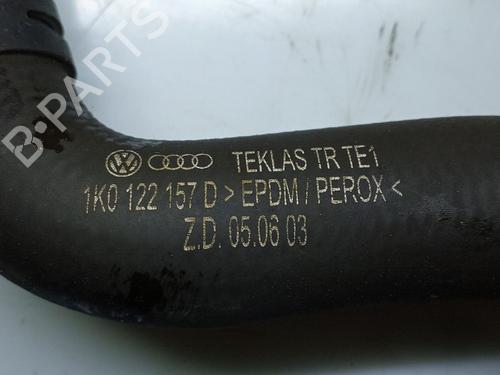 TEKLAS TR TE1
1K0 122 157 D > EPDM / PEROX <
Z.D. 05.06 03
B-PARTS